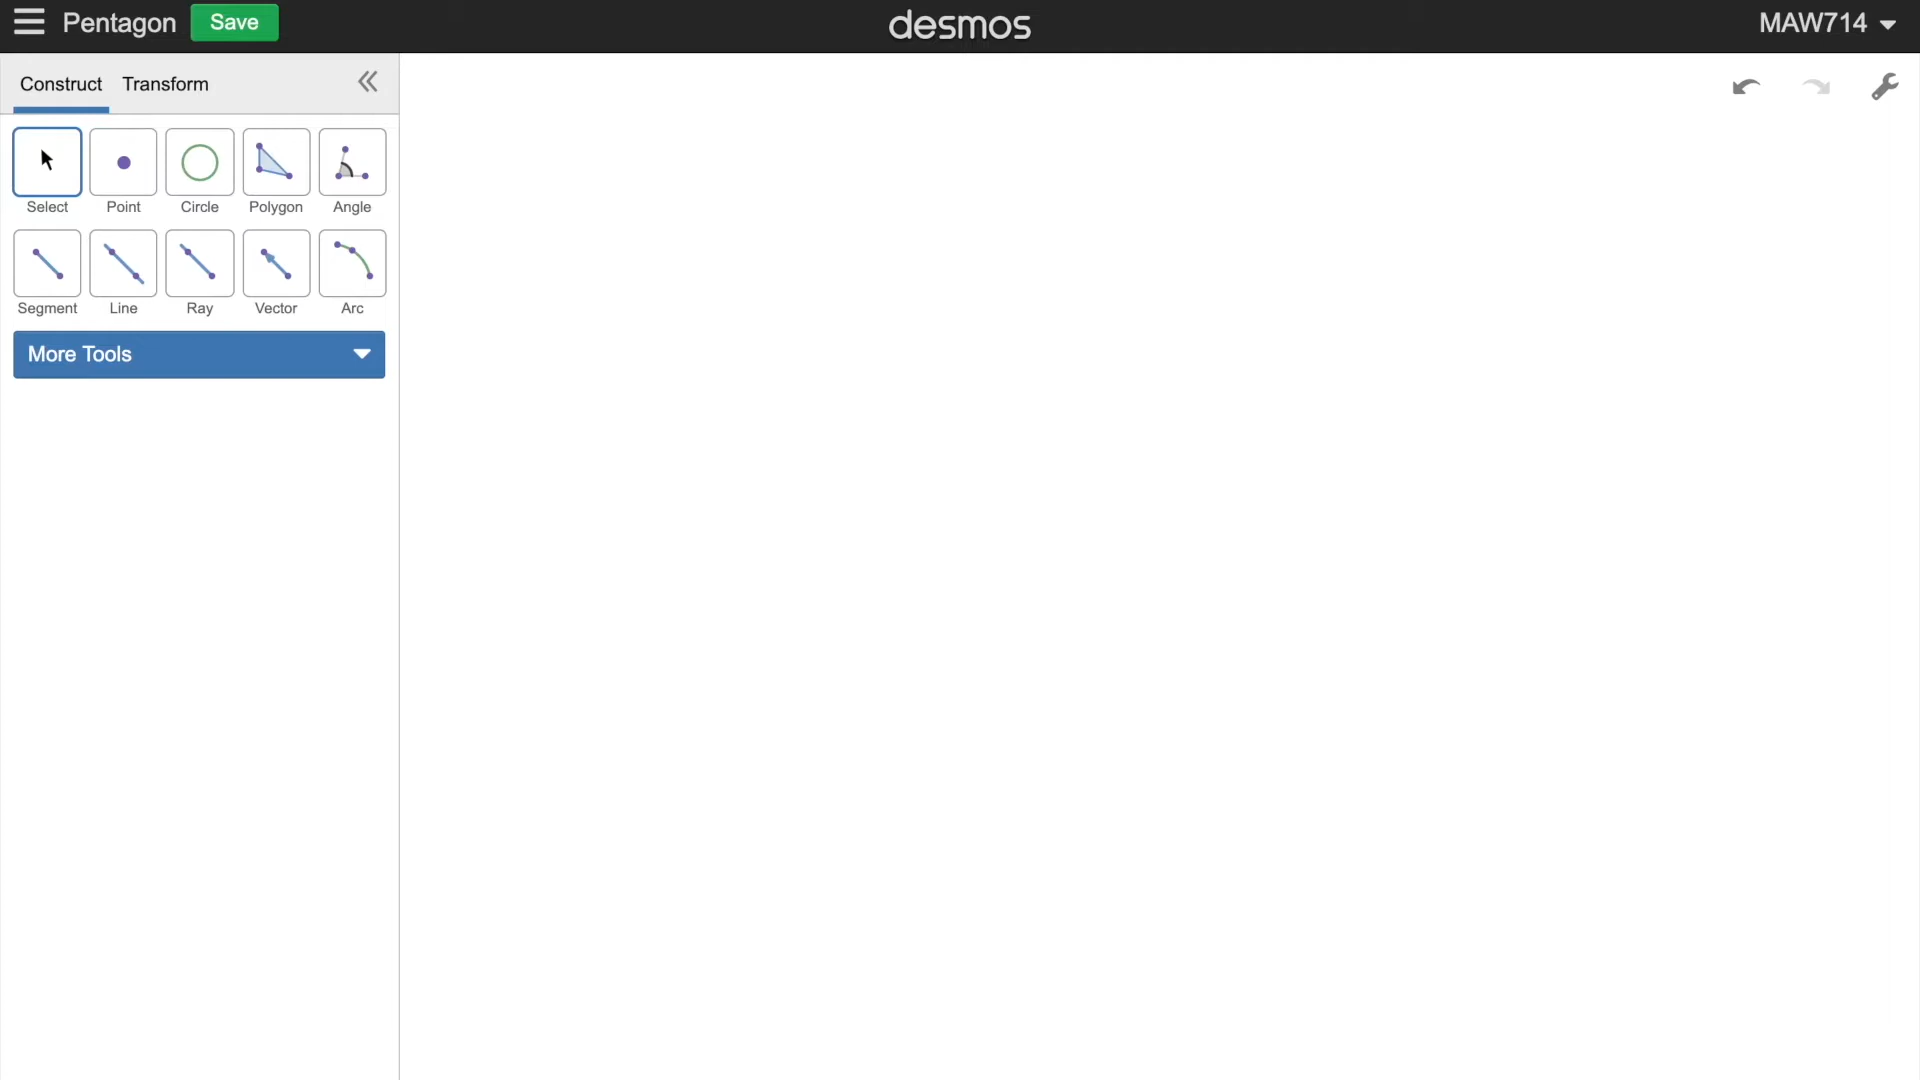 Pentagon Save desmos MAW714
Construct Transform
Select Point Circle Polygon Angle
Segment Line Ray Vector Arc
More Tools